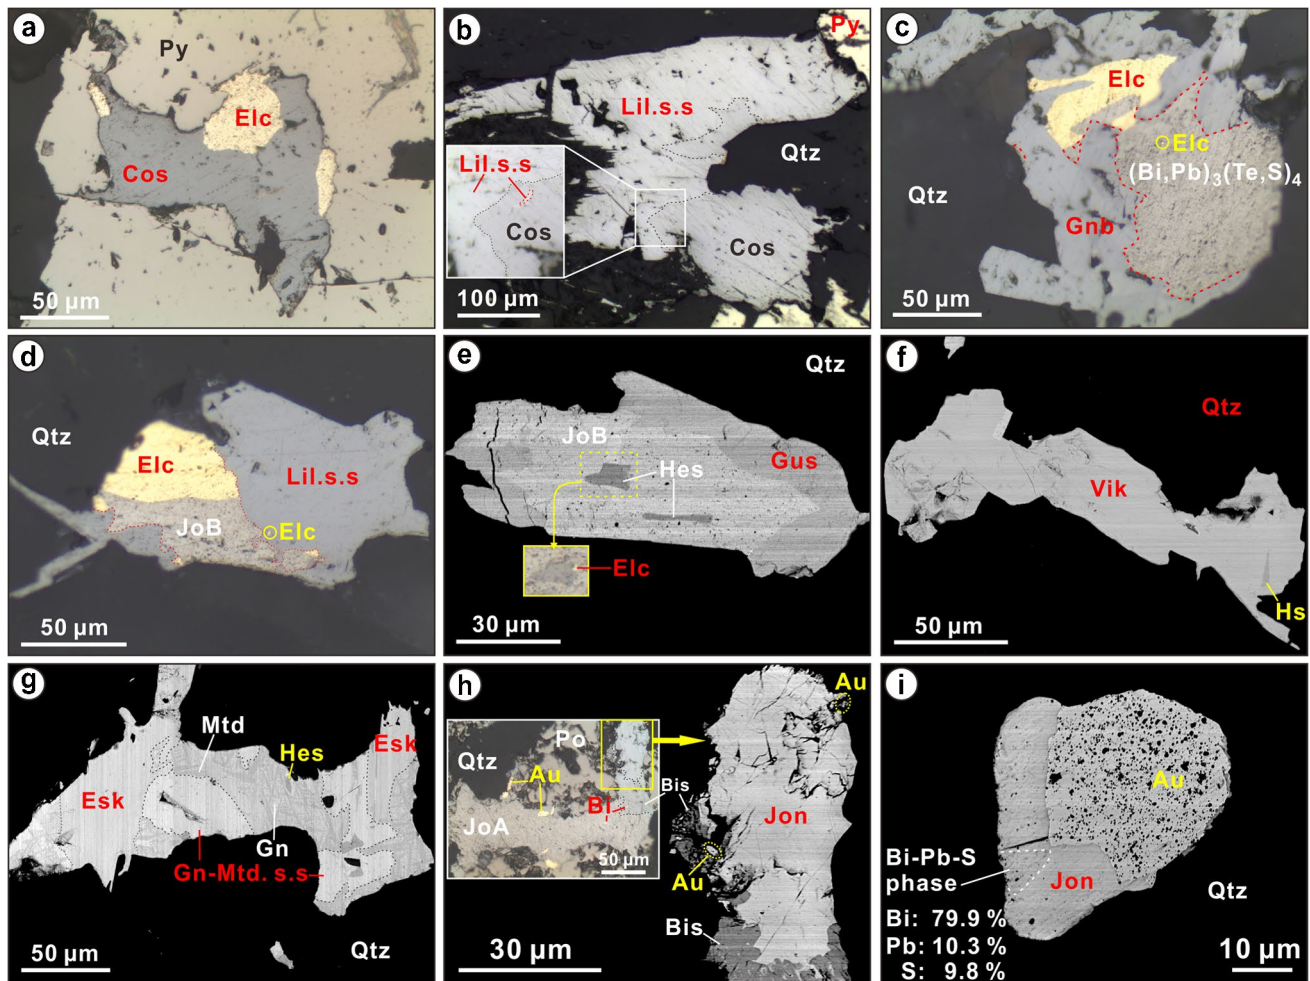 a
Py
Elc
Cos
50 μm
b
Py
Lil.s.s
Qtz
Lil.s.s
Cos
Cos
100 μm
c
Elc
Elc
(Bi,Pb)3(Te,S)4
Qtz
Gnb
50 μm
d
Qtz
Elc
Lil.s.s
JoB
Elc
50 μm
e
Qtz
JoB
Hes
Gus
Elc
30 μm
f
Qtz
Vik
Hs
50 μm
g
Mtd
Hes
Esk
Esk
Gn
Gn-Mtd. s.s
Qtz
50 μm
h
Au
Po
Qtz
Au
Bis
Bi
JoA
Jon
50 μm
Au
Bis
30 μm
i
Au
Bi-Pb-S
phase
Jon
Qtz
Bi: 79.9 %
Pb: 10.3 %
S: 9.8 %
10 μm